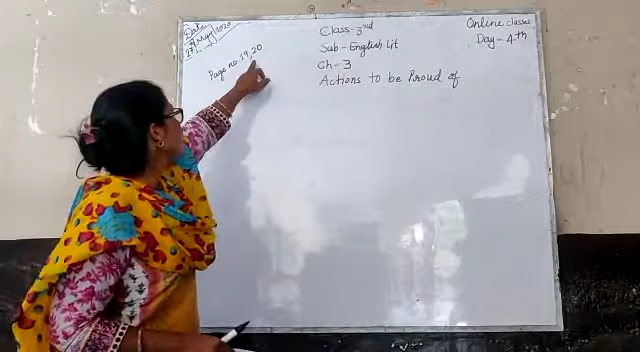 Date
Page no 19,20
Class-3rd
Sub-English Lit
Ch-3
Actions to be Proud of
Online classes
Day-4th